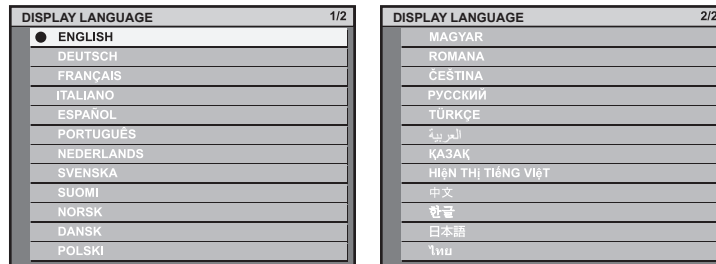 DISPLAY LANGUAGE 1/2
ENGLISH
DEUTSCH
FRANÇAIS
ITALIANO
ESPAÑOL
PORTUGUÊS
NEDERLANDS
SVENSKA
SUOMI
NORSK
DANSK
POLSKI
DISPLAY LANGUAGE 2/2
MAGYAR
ROMANA
ČEŠTINA
РУССКИЙ
TÜRKÇE
العربية
ҚАЗАҚ
HIệN THị TIếNG VIệT
中文
한글
日本語
ไทย